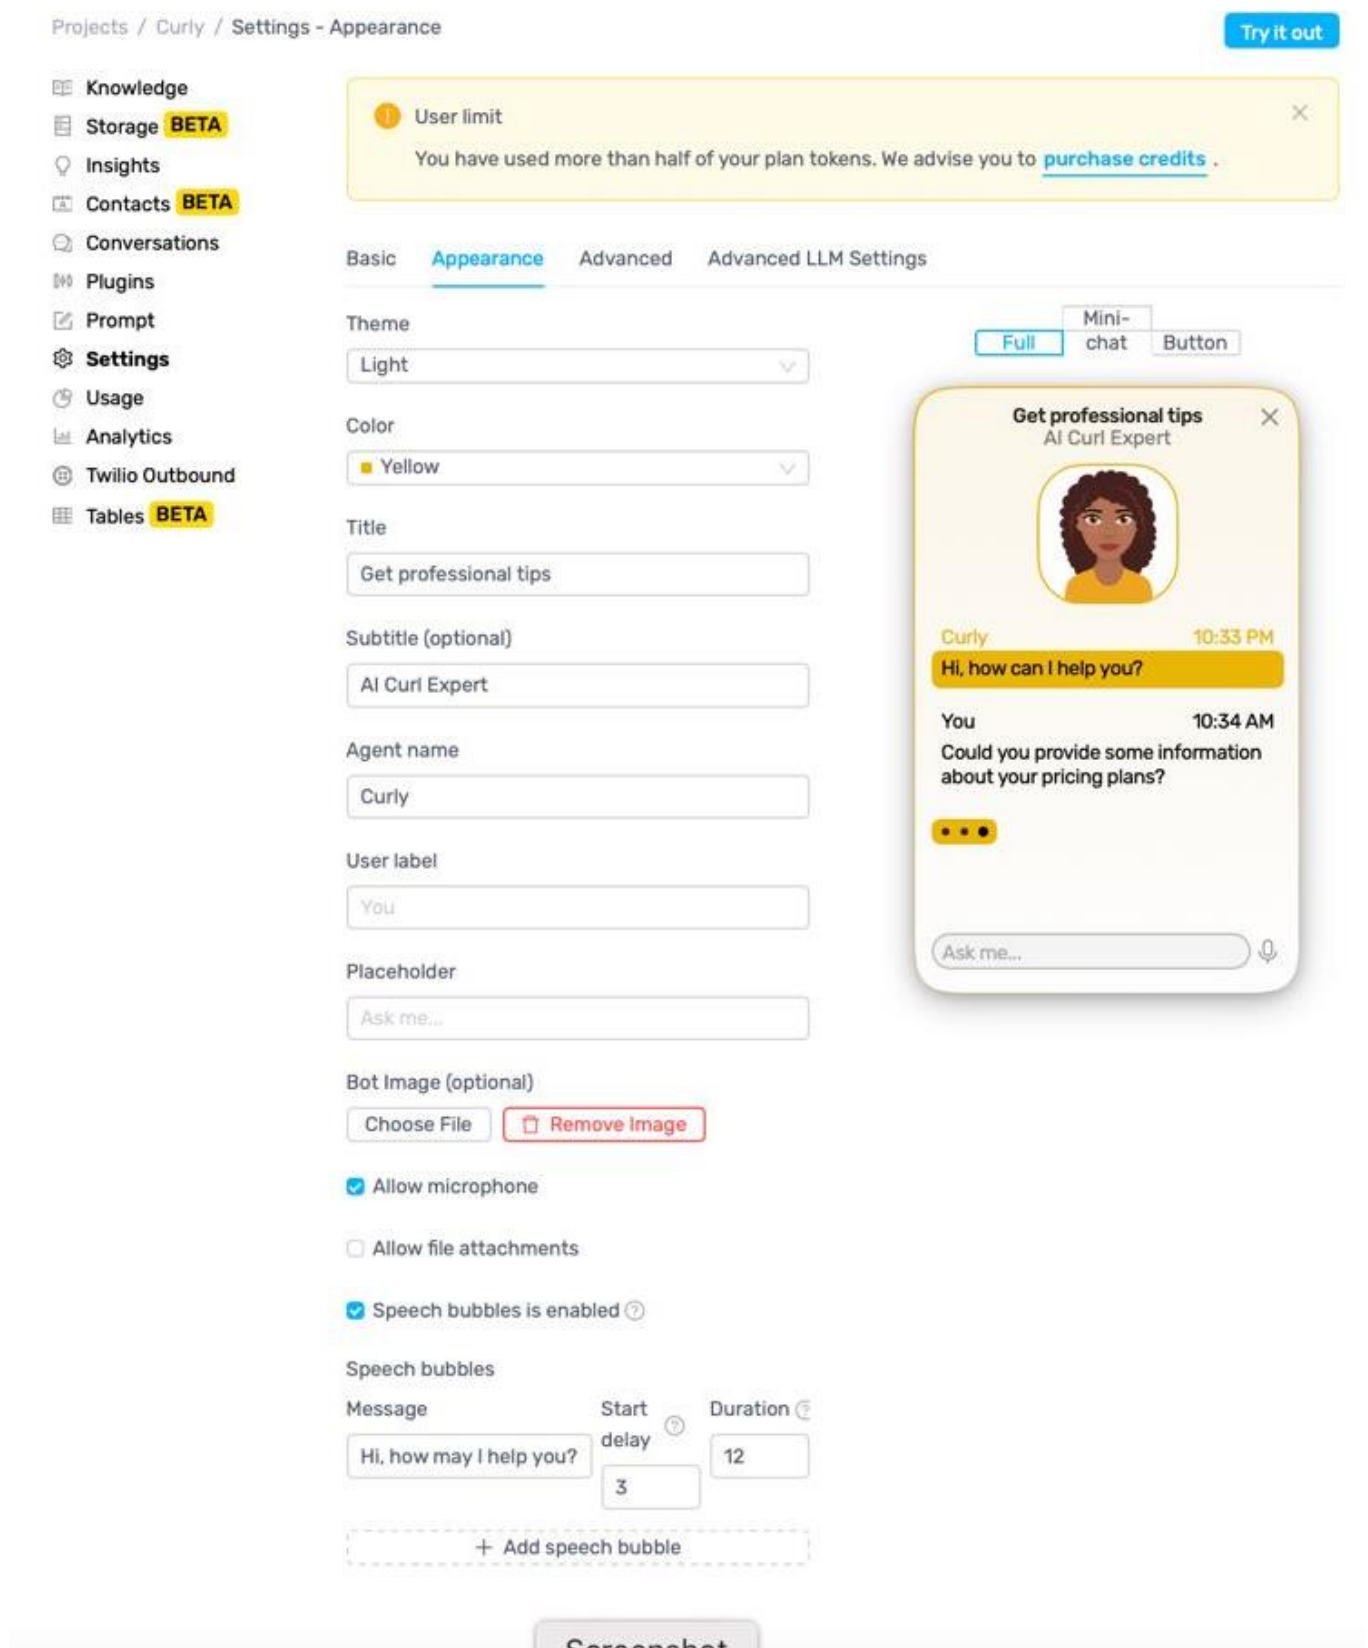 Projects / Curly / Settings - Appearance
Try it out
Knowledge
Storage BETA
Insights
Contacts BETA
Conversations
Plugins
Prompt
Settings
Usage
Analytics
Twilio Outbound
Tables BETA
User limit
You have used more than half of your plan tokens. We advise you to purchase credits .
Basic Appearance Advanced Advanced LLM Settings
Theme
Light
Color
Yellow
Title
Get professional tips
Subtitle (optional)
AI Curl Expert
Agent name
Curly
User label
You
Placeholder
Ask me...
Bot Image (optional)
Choose File Remove Image
Allow microphone
Allow file attachments
Speech bubbles is enabled ?
Speech bubbles
Message
Hi, how may I help you?
Start
delay ?
3
Duration ?
12
+ Add speech bubble
Full
Mini-
chat
Button
Get professional tips
AI Curl Expert
Curly 10:33 PM
Hi, how can I help you?
You 10:34 AM
Could you provide some information
about your pricing plans?
Ask me...
Screenshot